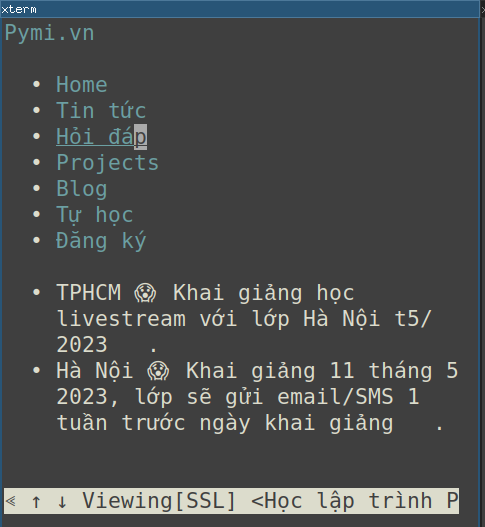 xterm
Pymi.vn
• Home
• Tin tức
• Hỏi đáp
• Projects
• Blog
• Tự học
• Đăng ký
• TPHCM 😱 Khai giảng học
livestream với lớp Hà Nội t5/
2023 .
• Hà Nội 😱 Khai giảng 11 tháng 5
2023, lớp sẽ gửi email/SMS 1
tuần trước ngày khai giảng .
⪡ ↑ ↓ Viewing[SSL] <Học lập trình P